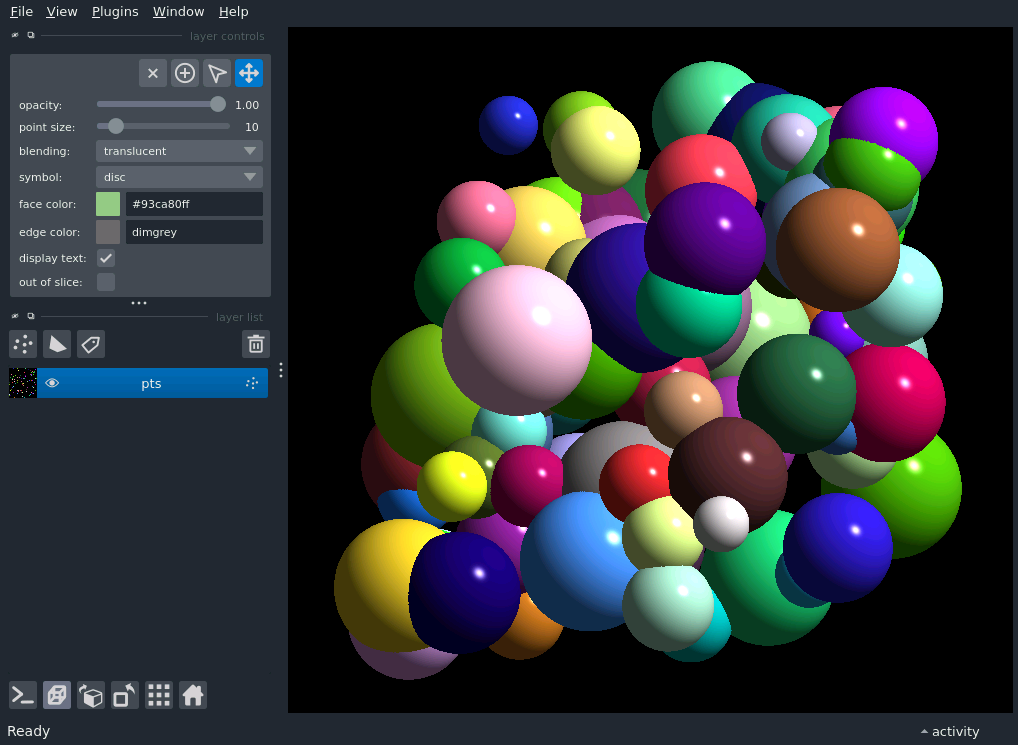 File View Plugins Window Help
layer controls
opacity: 1.00
point size: 10
blending: translucent
symbol: disc
face color: #93ca80ff
edge color: dimgrey
display text:
out of slice:
layer list
pts
Ready
activity